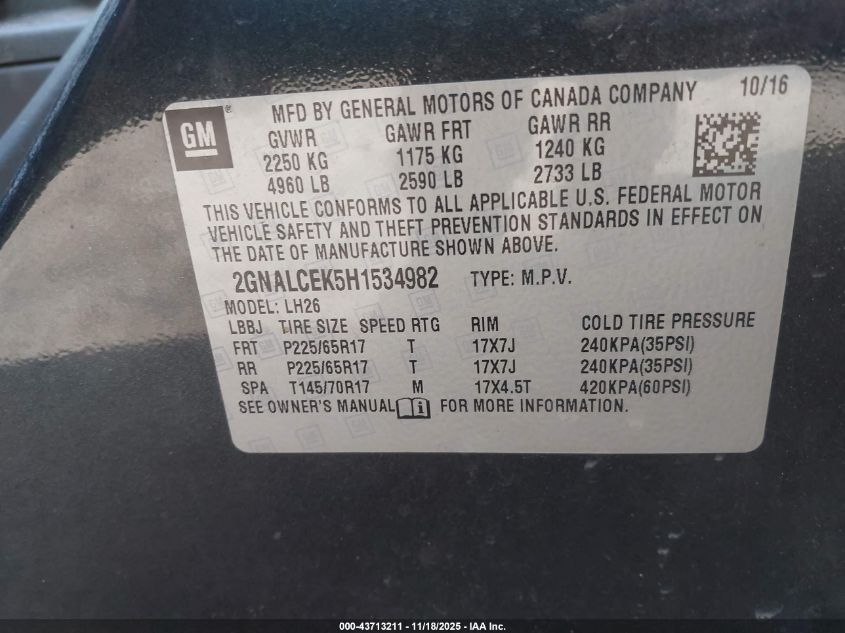 GM ® MFD BY GENERAL MOTORS OF CANADA COMPANY 10/16
GVWR GAWR FRT GAWR RR
2250 KG 1175 KG 1240 KG
4960 LB 2590 LB 2733 LB
THIS VEHICLE CONFORMS TO ALL APPLICABLE U.S. FEDERAL MOTOR
VEHICLE SAFETY AND THEFT PREVENTION STANDARDS IN EFFECT ON
THE DATE OF MANUFACTURE SHOWN ABOVE.
2GNALCEK5H1534982 TYPE: M.P.V.
MODEL: LH26
LBBJ TIRE SIZE SPEED RTG RIM COLD TIRE PRESSURE
FRT P225/65R17 T 17X7J 240KPA(35PSI)
RR P225/65R17 T 17X7J 240KPA(35PSI)
SPA T145/70R17 M 17X4.5T 420KPA(60PSI)
SEE OWNER'S MANUAL FOR MORE INFORMATION.
000-43713211 - 11/18/2025 - IAA Inc.